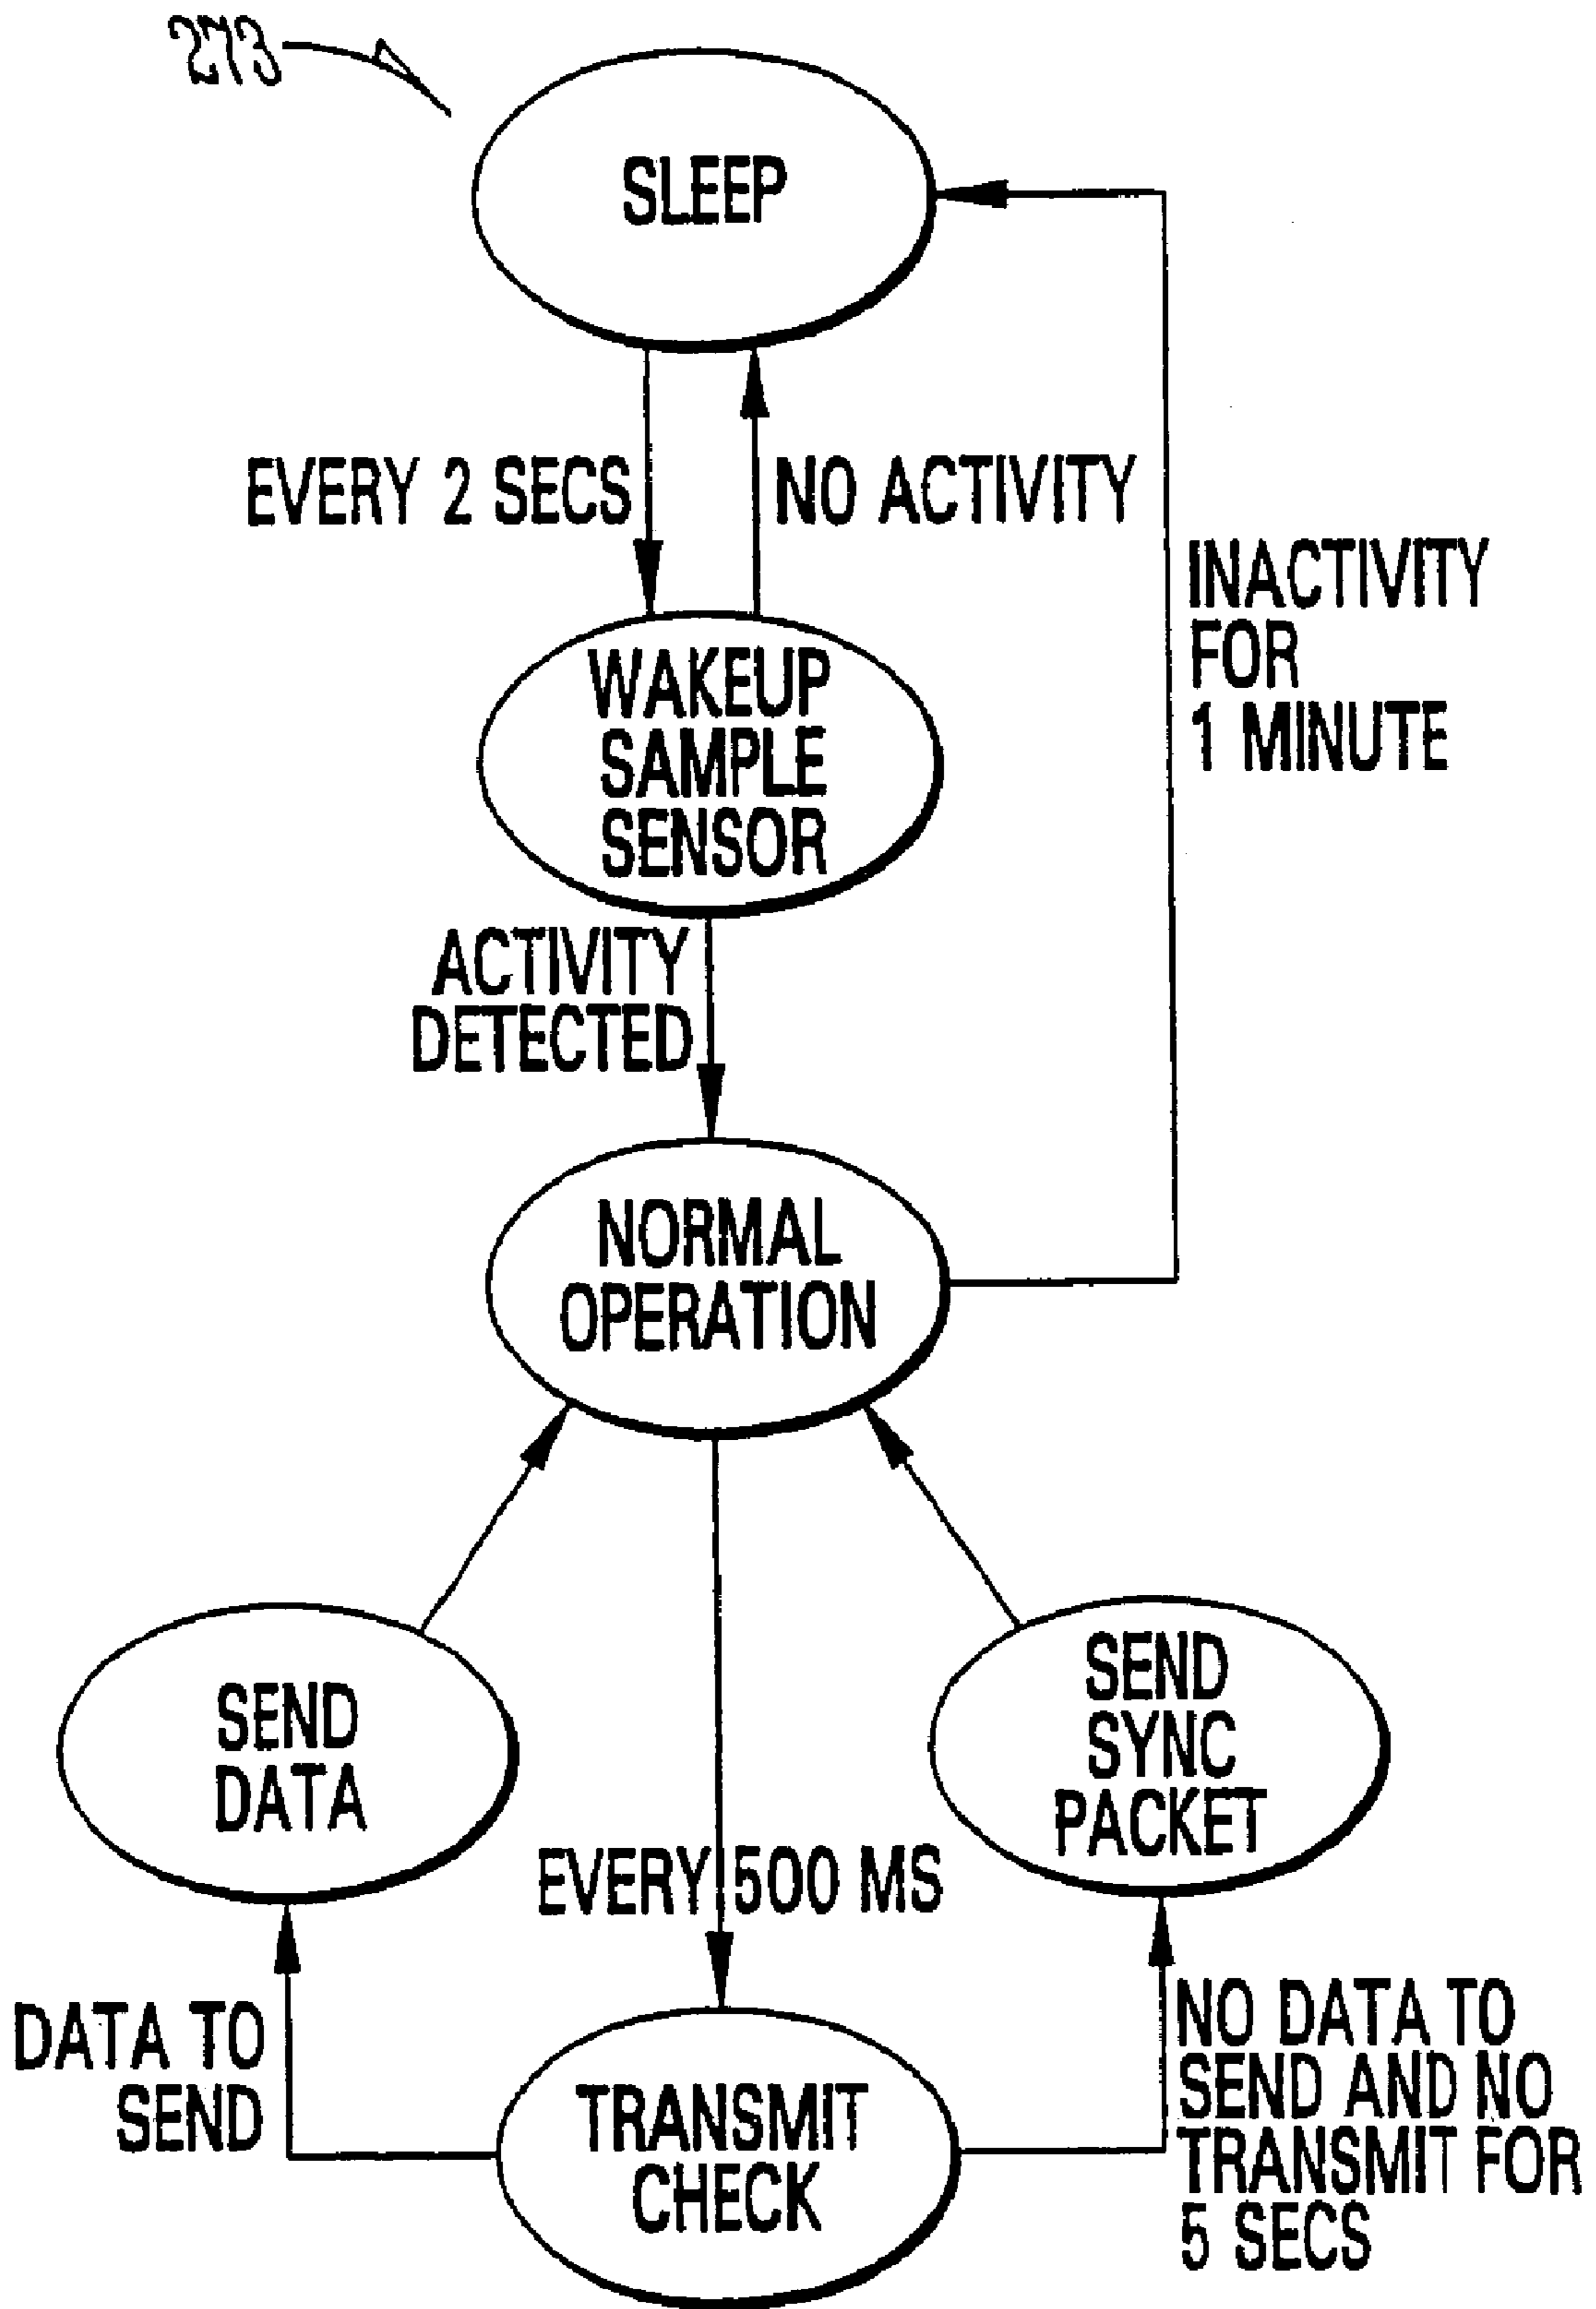 273
SLEEP
EVERY 2 SECS
NO ACTIVITY
INACTIVITY
FOR
1 MINUTE
WAKEUP
SAMPLE
SENSOR
ACTIVITY
DETECTED
NORMAL
OPERATION
SEND
DATA
SEND
SYNC
PACKET
EVERY 500 MS
DATA TO
SEND
NO DATA TO
SEND AND NO
TRANSMIT FOR
5 SECS
TRANSMIT
CHECK